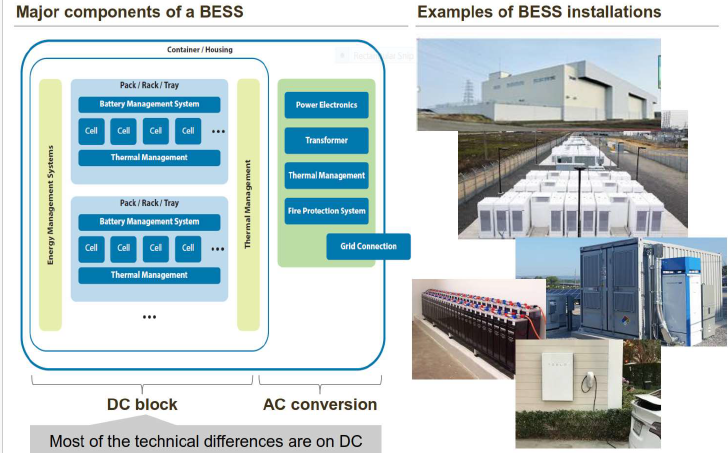 Major components of a BESS
Examples of BESS installations
Container / Housing
Energy Management Systems
Pack / Rack / Tray
Battery Management System
Cell Cell Cell Cell •••
Thermal Management
Pack / Rack / Tray
Battery Management System
Cell Cell Cell Cell •••
Thermal Management
•••
Thermal Management
Power Electronics
Transformer
Thermal Management
Fire Protection System
Grid Connection
DC block
AC conversion
Most of the technical differences are on DC
TESLA